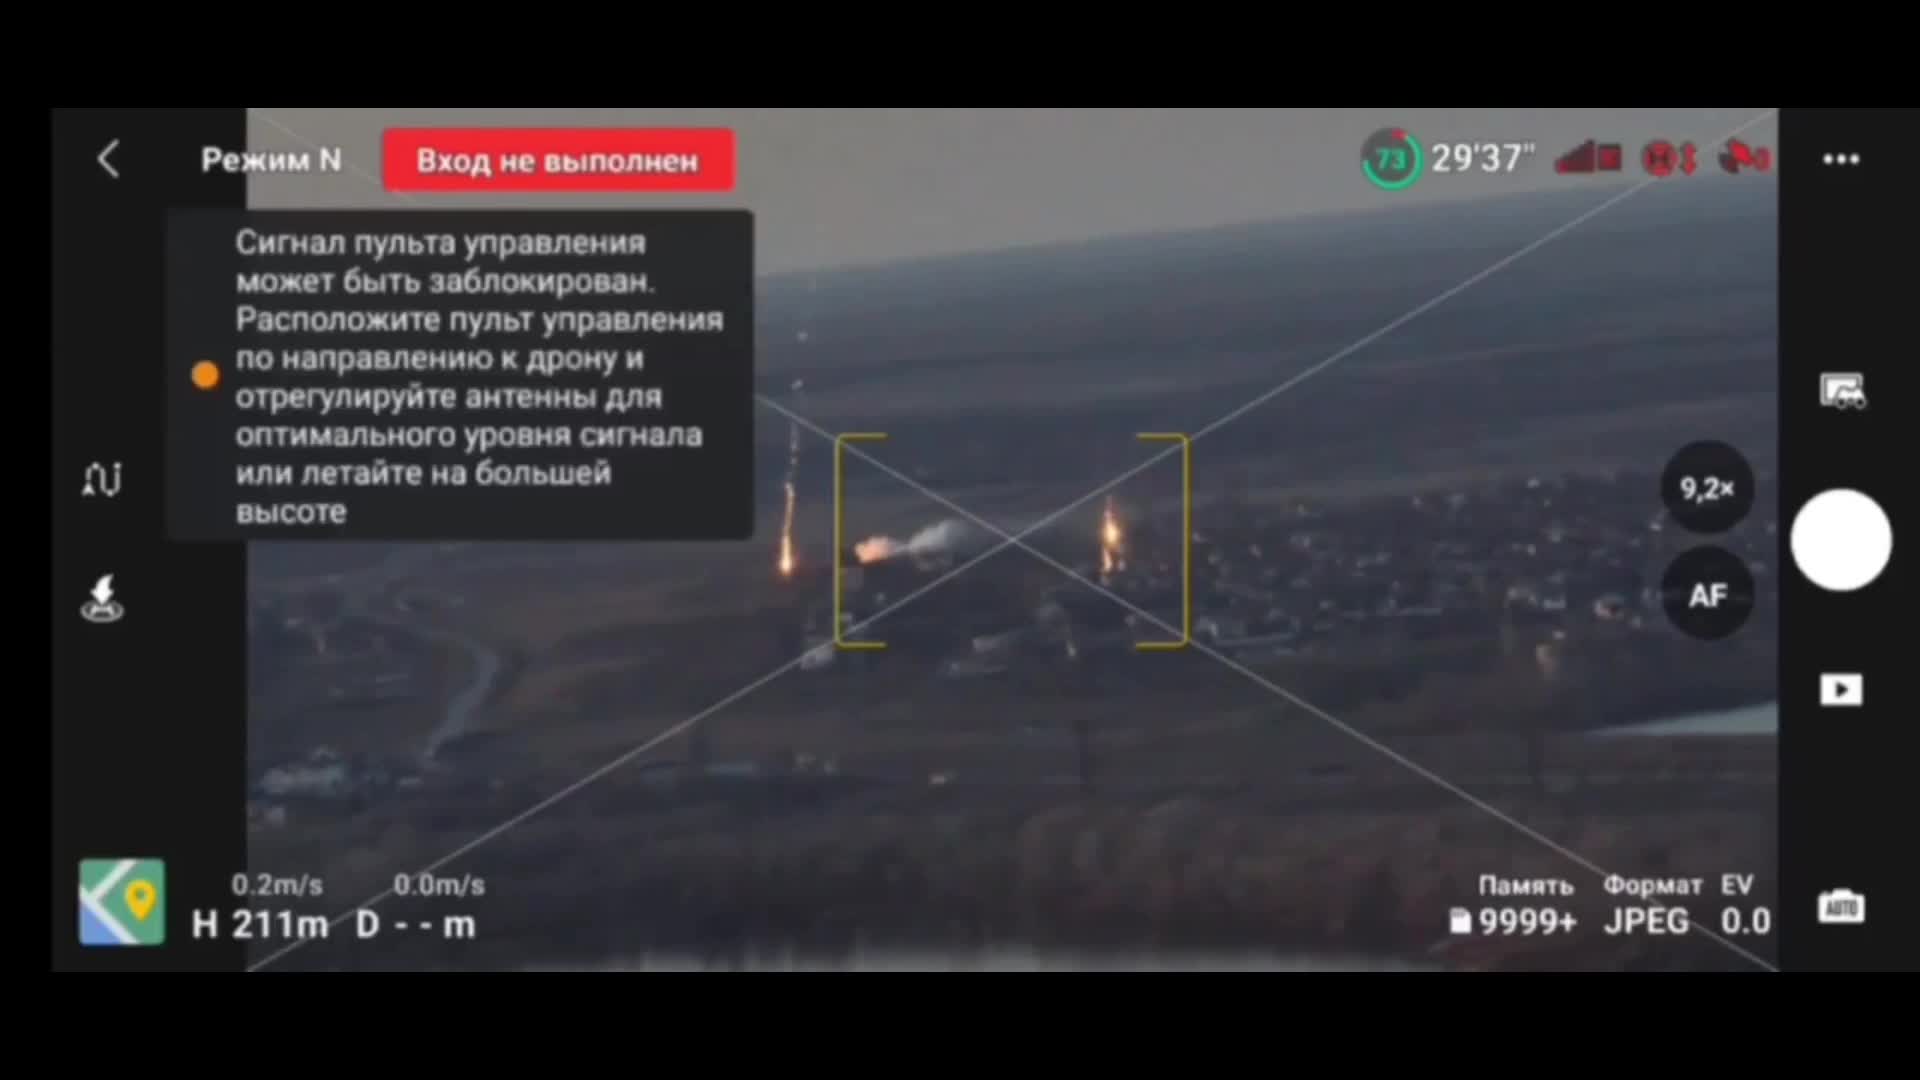 Режим N
Вход не выполнен
73
29'37"
Сигнал пульта управления
может быть заблокирован.
Расположите пульт управления
по направлению к дрону и
отрегулируйте антенны для
оптимального уровня сигнала
или летайте на большей
высоте
9,2×
AF
0.2m/s 0.0m/s
H 211m D - - m
Память Формат EV
9999+ JPEG 0.0
AUTO